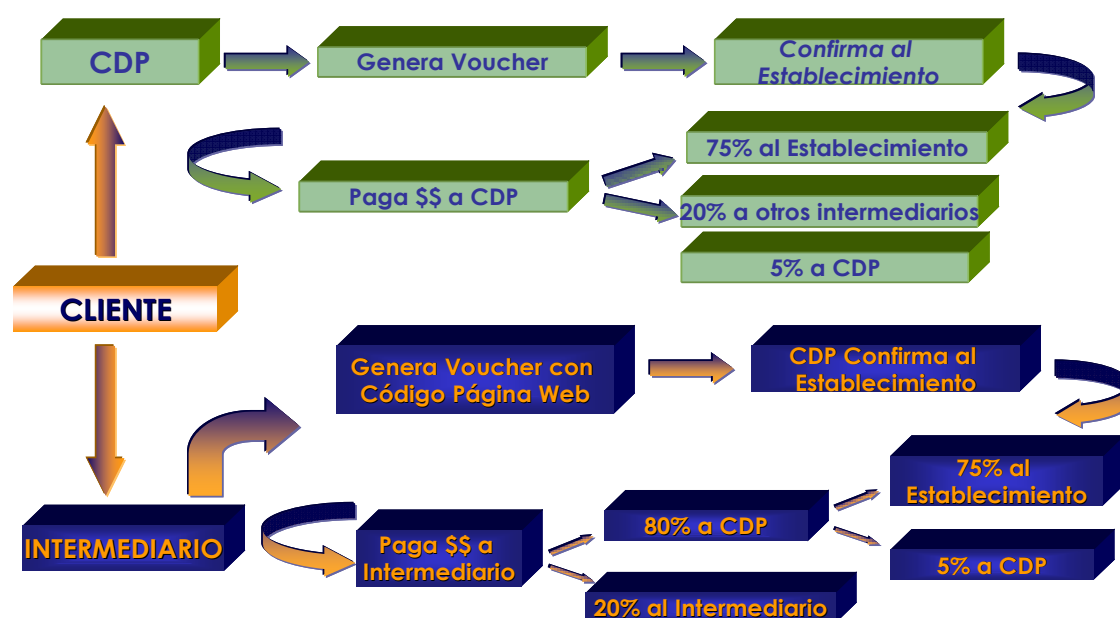 CDP
Genera Voucher
Confirma al
Establecimiento
75% al Establecimiento
Paga $$ a CDP
20% a otros intermediarios
5% a CDP
CLIENTE
Genera Voucher con
Código Página Web
CDP Confirma al
Establecimiento
75% al
Establecimiento
INTERMEDIARIO
Paga $$ a
Intermediario
80% a CDP
5% a CDP
20% al Intermediario